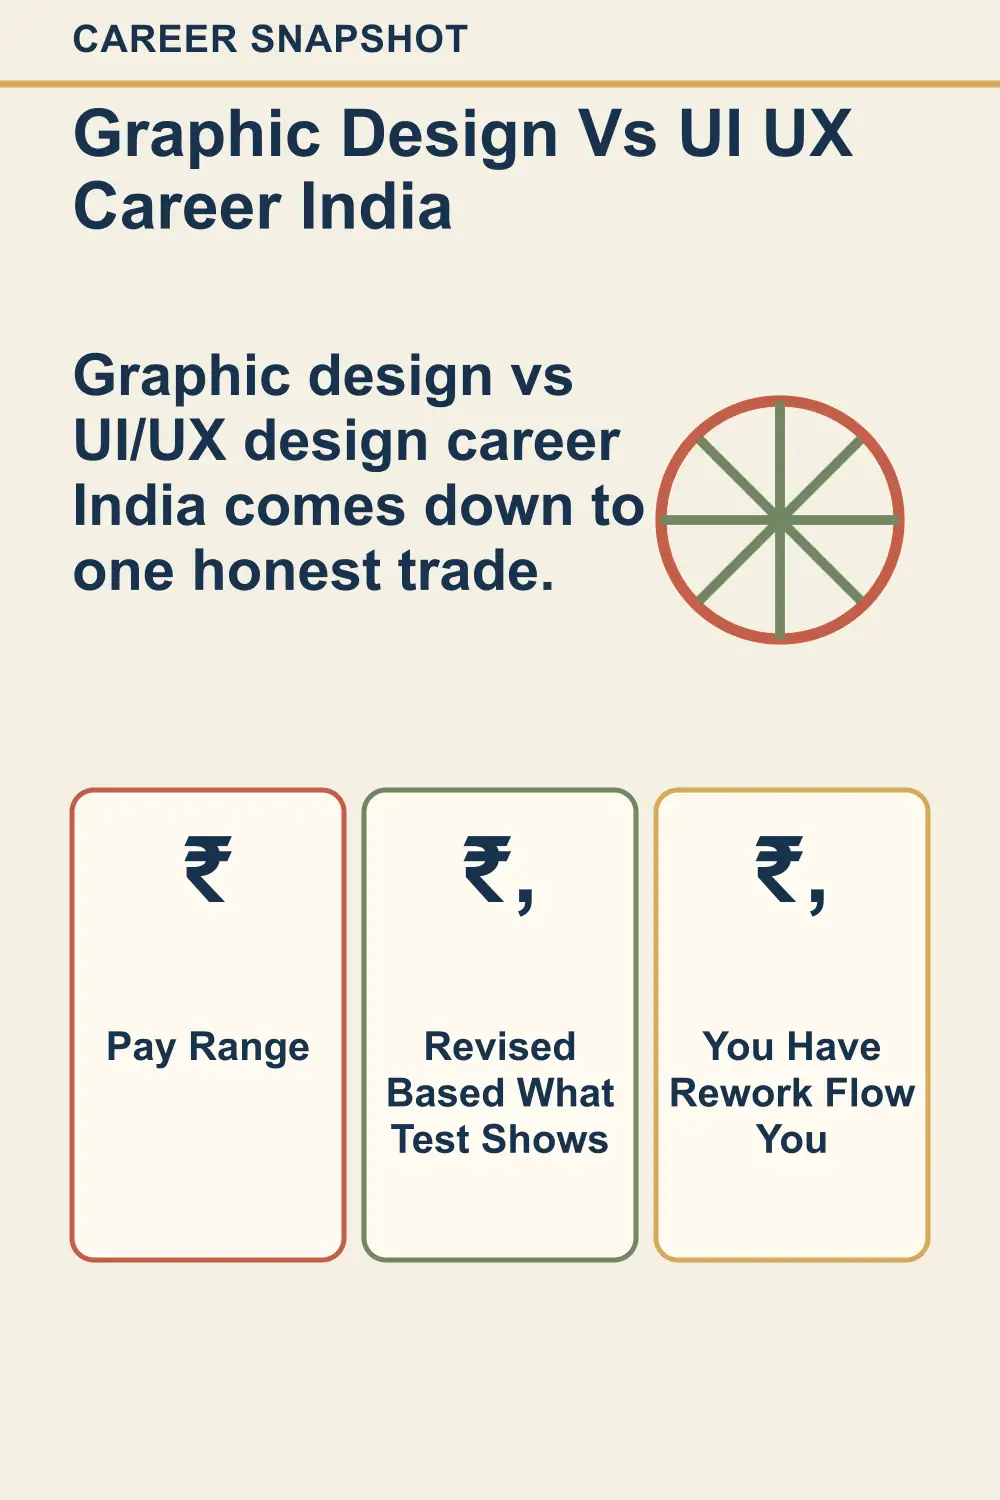 CAREER SNAPSHOT
Graphic Design Vs UI UX
Career India
Graphic design vs
UI/UX design career
India comes down to
one honest trade.
₹
Pay Range
₹,
Revised
Based What
Test Shows
₹,
You Have
Rework Flow
You